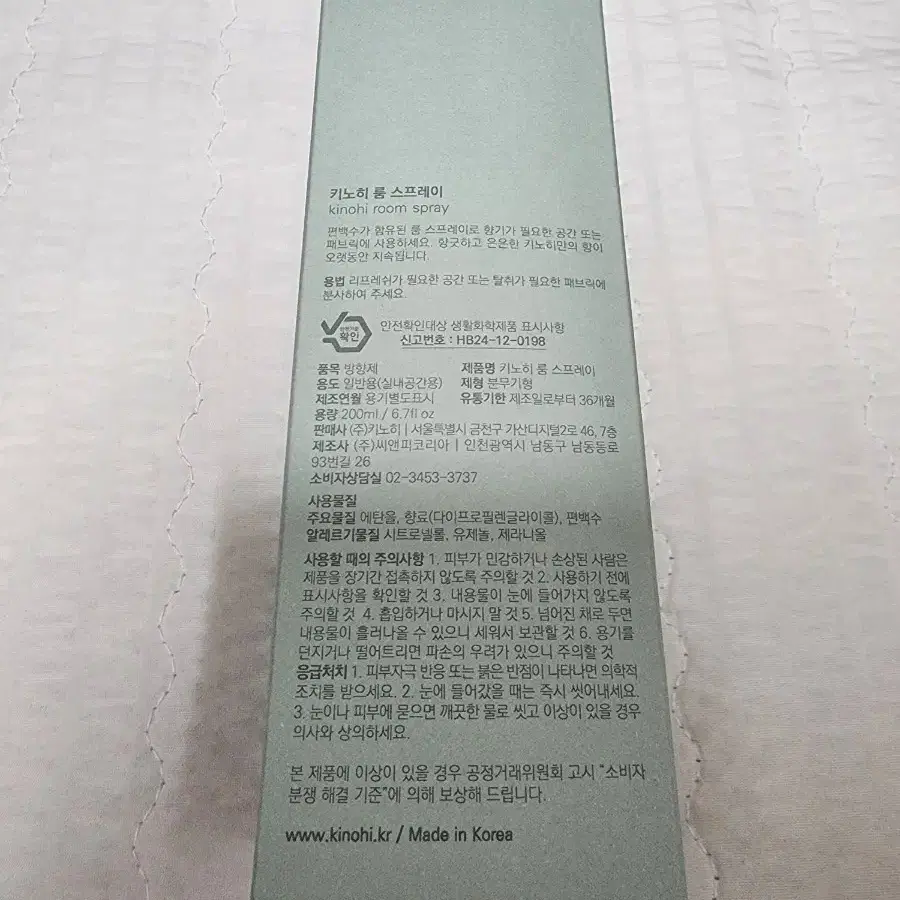 키노히 룸 스프레이
kinohi room spray
편백수가 함유된 룸 스프레이로 향기가 필요한 공간 또는
패브릭에 사용하세요. 향긋하고 은은한 키노히만의 향이
오랫동안 지속됩니다.
용법 리프레쉬가 필요한 공간 또는 탈취가 필요한 패브릭에
분사하여 주세요.
안전기준
확인
안전확인대상 생활화학제품 표시사항
신고번호 : HB24-12-0198
품목 방향제 제품명 키노히 룸 스프레이
용도 일반용(실내공간용) 제형 분무기형
제조연월 용기별도표시 유통기한 제조일로부터 36개월
용량 200ml / 6.7fl oz
판매사 (주)키노히 | 서울특별시 금천구 가산디지털2로 46, 7층
제조사 (주)씨앤피코리아 | 인천광역시 남동구 남동동로
93번길 26
소비자상담실 02-3453-3737
사용물질
주요물질 에탄올, 향료(다이프로필렌글라이콜), 편백수
알레르기물질 시트로넬롤, 유제놀, 제라니올
사용할 때의 주의사항 1. 피부가 민감하거나 손상된 사람은
제품을 장기간 접촉하지 않도록 주의할 것 2. 사용하기 전에
표시사항을 확인할 것 3. 내용물이 눈에 들어가지 않도록
주의할 것 4. 흡입하거나 마시지 말 것 5. 넘어진 채로 두면
내용물이 흘러나올 수 있으니 세워서 보관할 것 6. 용기를
던지거나 떨어트리면 파손의 우려가 있으니 주의할 것
응급처치 1. 피부자극 반응 또는 붉은 반점이 나타나면 의학적
조치를 받으세요. 2. 눈에 들어갔을 때는 즉시 씻어내세요.
3. 눈이나 피부에 묻으면 깨끗한 물로 씻고 이상이 있을 경우
의사와 상의하세요.
본 제품에 이상이 있을 경우 공정거래위원회 고시 "소비자
분쟁 해결 기준"에 의해 보상해 드립니다.
www.kinohi.kr / Made in Korea